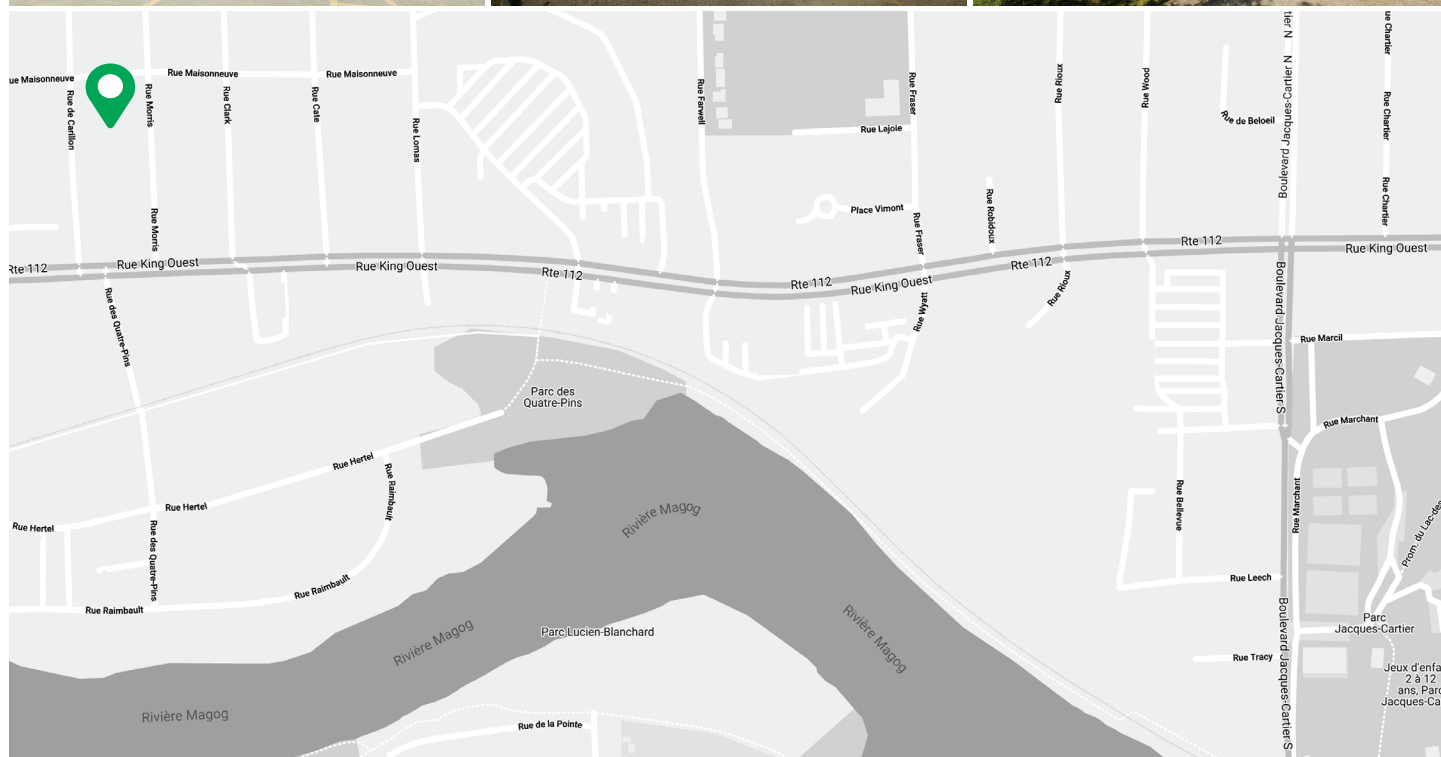 tier N
Boulevard Jacques-Cartier N
ue Chartier
ue Maisonneuve
Rue Maisonneuve
Rue Maisonneuve
Rue de Carillon
Rue Morris
Rue Clark
Rue Cate
Rue Lomas
Rue Farwell
Rue Fraser
Rue Rioux
Rue Wood
Rue Lajoie
Rue de Beloeil
Rue Chartier
Rue Chartier
Rue Morris
Place Vimont
Rue Fraser
Rue Robidoux
Rte 112
Rue King Ouest
Rue King Ouest
Rte 112
Rte 112
Rue King Ouest
Rte 112
Rte 112
Rue King Ouest
Rue des Quatre-Pins
Rue Wyatt
Rue Rioux
Boulevard Jacques-Cartier S
Rue Marcil
Parc des
Quatre-Pins
Rue Marchant
Rue Hertel
Rue Raimbault
Rue Hertel
Rue Hertel
Rue des Quatre-Pins
Rivière Magog
Rue Bellevue
Rue Marchant
Prom. du Lac-des
Rue Raimbault
Rue Raimbault
Rue Leech
Rivière Magog
Parc Lucien-Blanchard
Rivière Magog
Parc
Jacques-Cartier
Boulevard Jacques-Cartier S
Rue Tracy
Jeux d'enfa
2 à 12
ans, Parc
Jacques-Ca
Rivière Magog
Rue de la Pointe